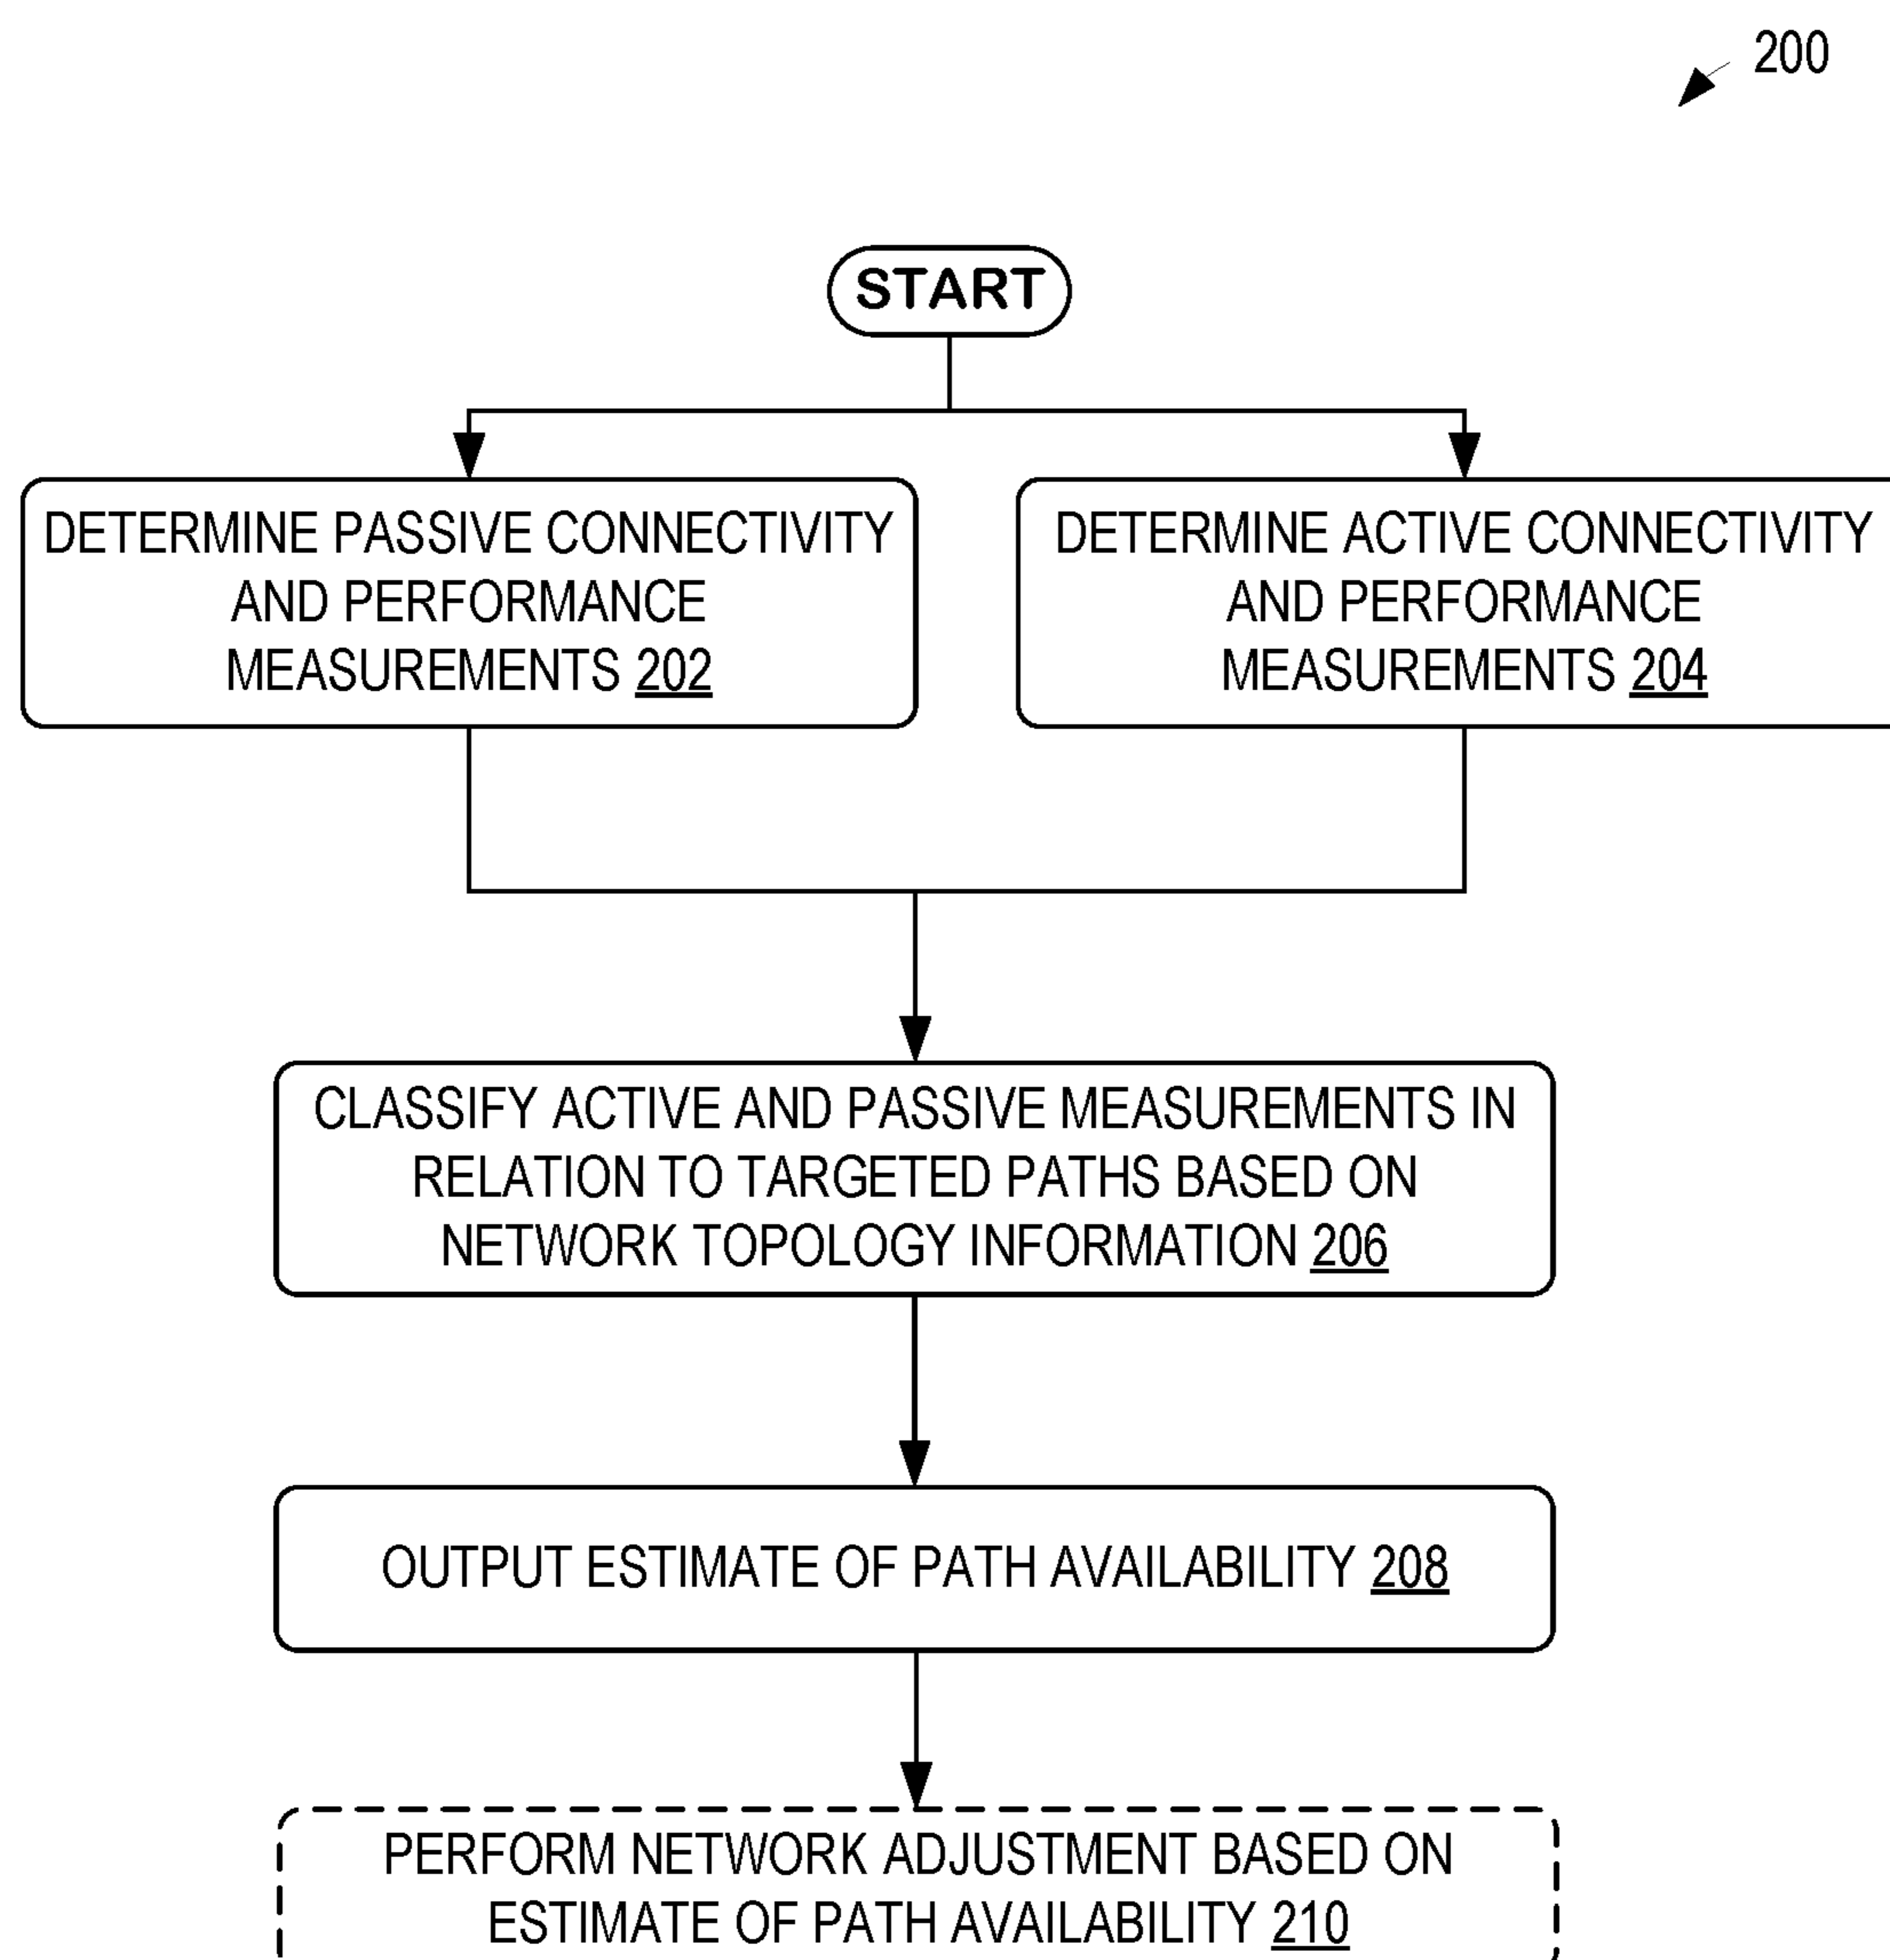 200
START
DETERMINE PASSIVE CONNECTIVITY
AND PERFORMANCE
MEASUREMENTS 202
DETERMINE ACTIVE CONNECTIVITY
AND PERFORMANCE
MEASUREMENTS 204
CLASSIFY ACTIVE AND PASSIVE MEASUREMENTS IN
RELATION TO TARGETED PATHS BASED ON
NETWORK TOPOLOGY INFORMATION 206
OUTPUT ESTIMATE OF PATH AVAILABILITY 208
PERFORM NETWORK ADJUSTMENT BASED ON
ESTIMATE OF PATH AVAILABILITY 210